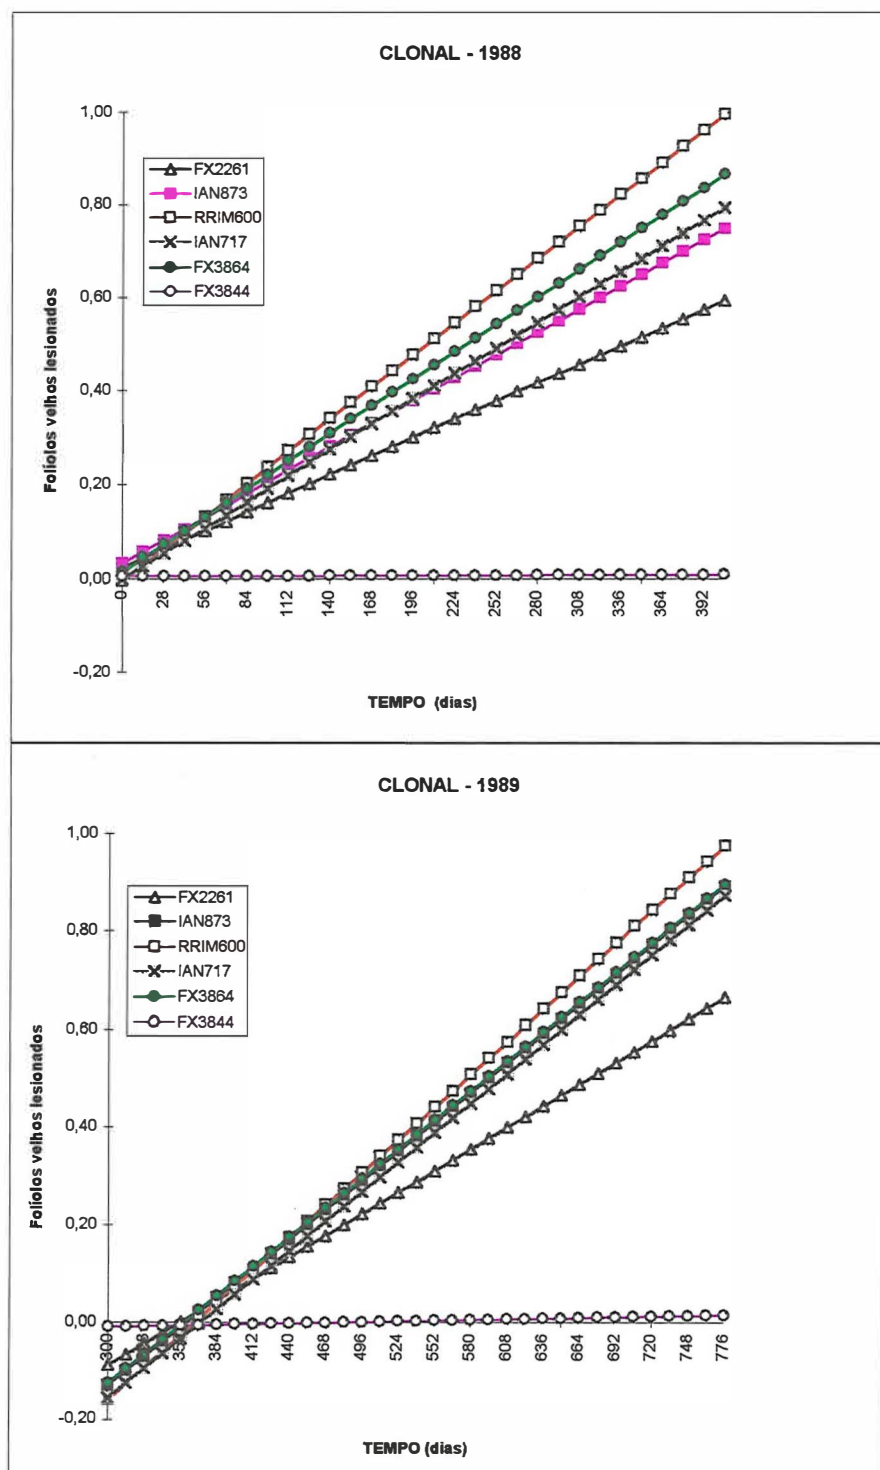 CLONAL - 1988
1,00
0,80
0,60
0,40
0,20
0,00
-0,20
FX2261
IAN873
RRIM600
IAN717
FX3864
FX3844
Folíolos velhos lesionados
0 28 56 84 112 140 168 196 224 252 280 308 336 364 392
TEMPO (dias)
CLONAL - 1989
1,00
0,80
0,60
0,40
0,20
0,00
-0,20
FX2261
IAN873
RRIM600
IAN717
FX3864
FX3844
Folíolos velhos lesionados
300 384 412 440 468 496 524 552 580 608 636 664 692 720 748 776
TEMPO (dias)